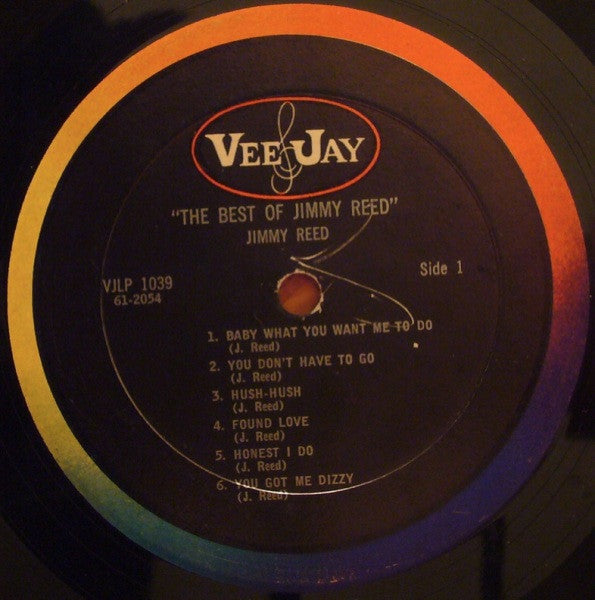 VEE JAY
"THE BEST OF JIMMY REED"
JIMMY REED
VJLP 1039
61-2054
Side 1
1. BABY WHAT YOU WANT ME TO DO
(J. Reed)
2. YOU DON'T HAVE TO GO
(J. Reed)
3. HUSH-HUSH
(J. Reed)
4. FOUND LOVE
(J. Reed)
5. HONEST I DO
(J. Reed)
6. YOU GOT ME DIZZY
(J. Reed)